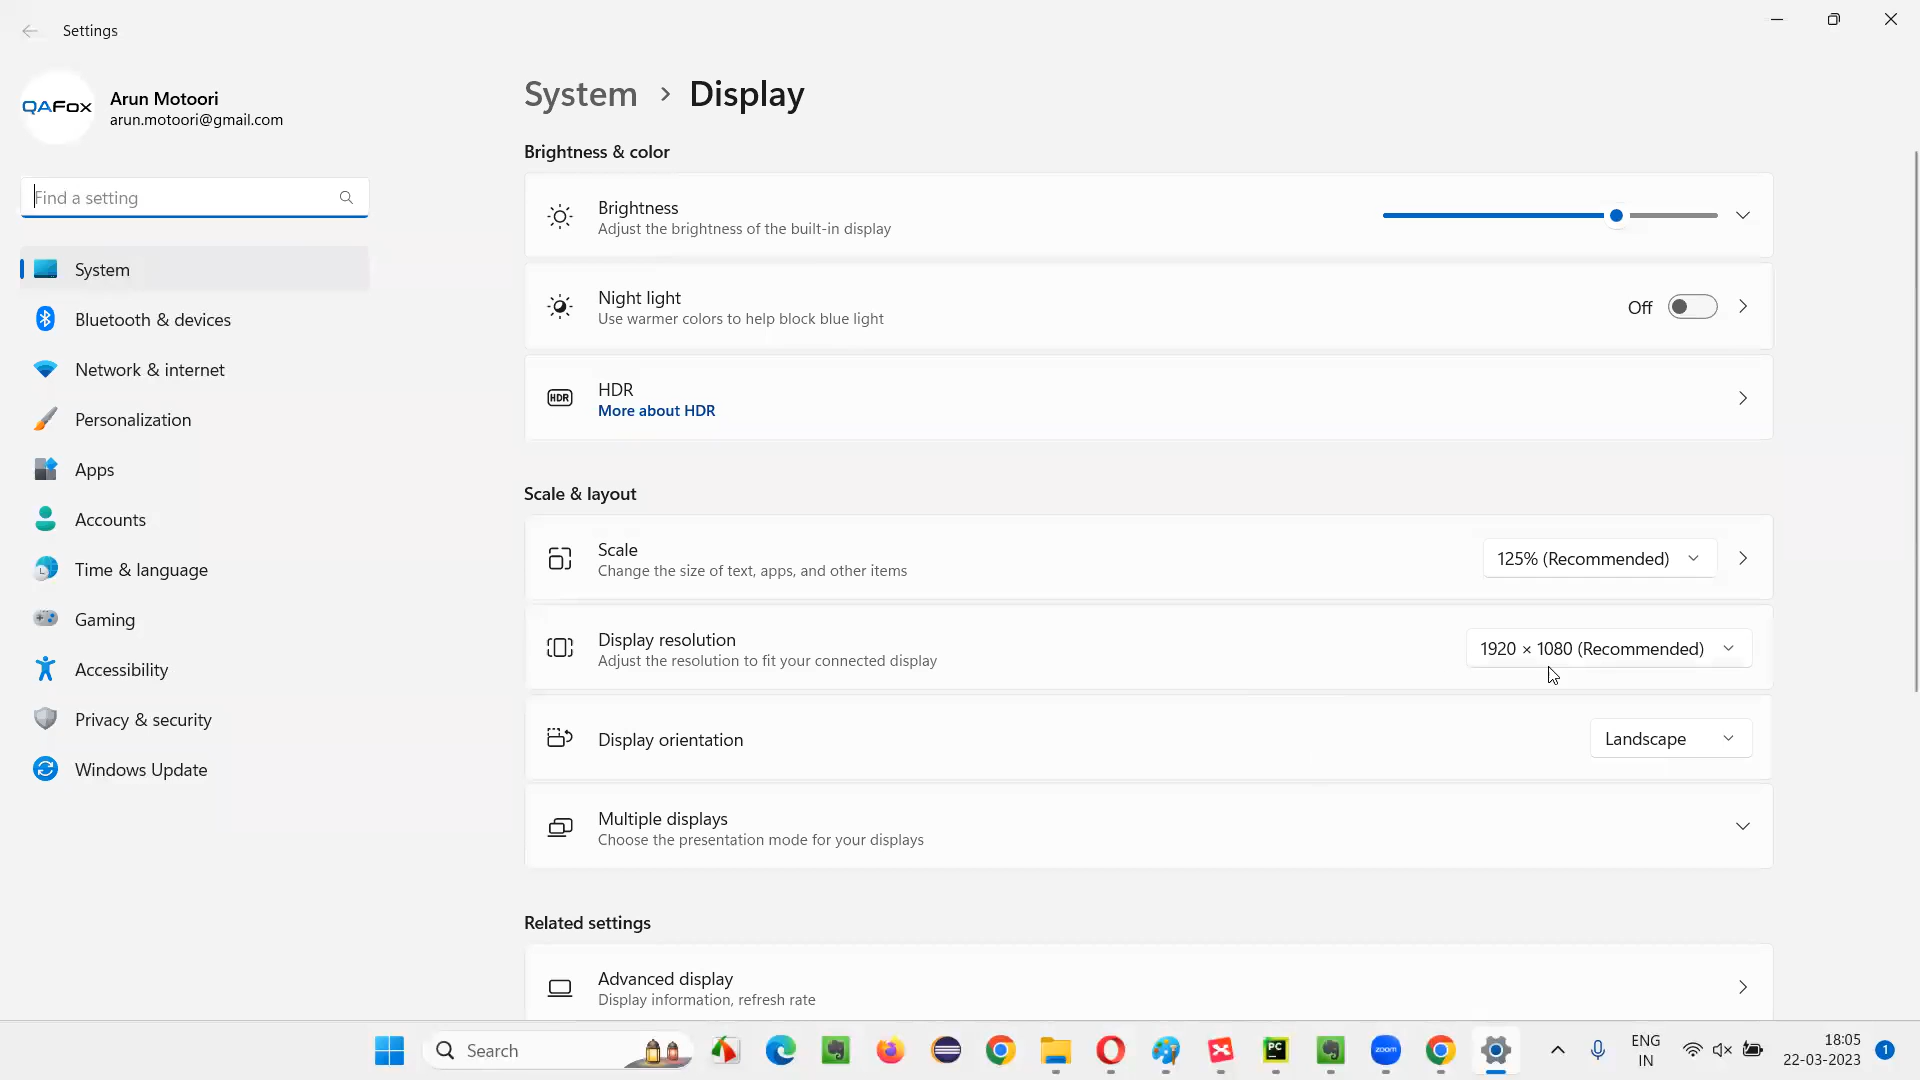 Settings
QAFox
Arun Motoori
arun.motoori@gmail.com
Find a setting
System
Bluetooth & devices
Network & internet
Personalization
Apps
Accounts
Time & language
Gaming
Accessibility
Privacy & security
Windows Update
System › Display
Brightness & color
Brightness
Adjust the brightness of the built-in display
Night light
Use warmer colors to help block blue light
Off
HDR
HDR
More about HDR
Scale & layout
Scale
Change the size of text, apps, and other items
125% (Recommended)
Display resolution
Adjust the resolution to fit your connected display
1920 × 1080 (Recommended)
Display orientation
Landscape
Multiple displays
Choose the presentation mode for your displays
Related settings
Advanced display
Display information, refresh rate
Search
PC
zoom
ENG
IN
18:05
22-03-2023
1